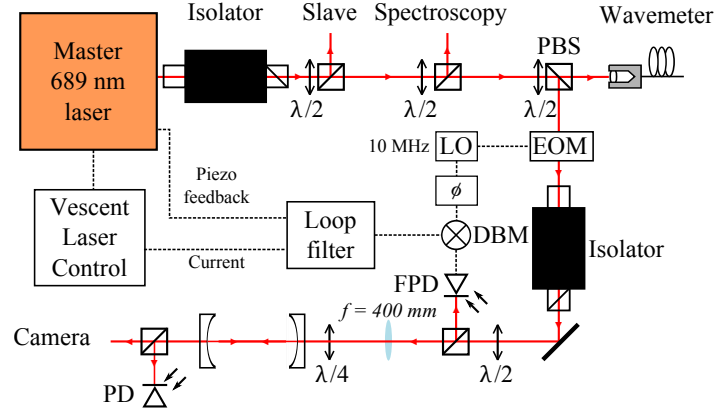 Isolator
Slave
Spectroscopy
Wavemeter
Master
689 nm
laser
PBS
λ/2
λ/2
λ/2
10 MHz
LO
EOM
Piezo
feedback
ϕ
Vescent
Laser
Control
Loop
filter
DBM
Isolator
Current
FPD
f = 400 mm
Camera
λ/4
λ/2
PD